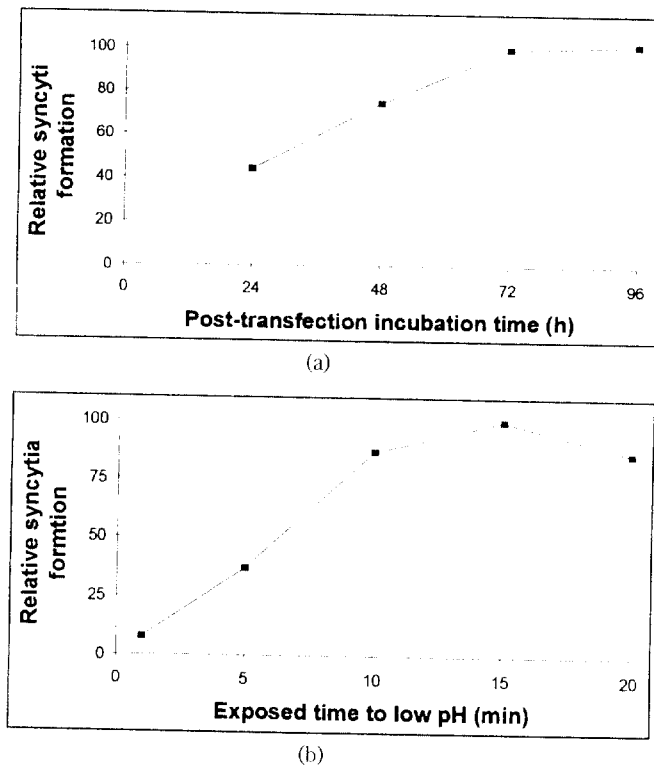 100
80
60
40
20
0
Relative syncyti
formation
0 24 48 72 96
Post-transfection incubation time (h)
(a)
100
75
50
25
0
Relative syncytia
formtion
0 5 10 15 20
Exposed time to low pH (min)
(b)